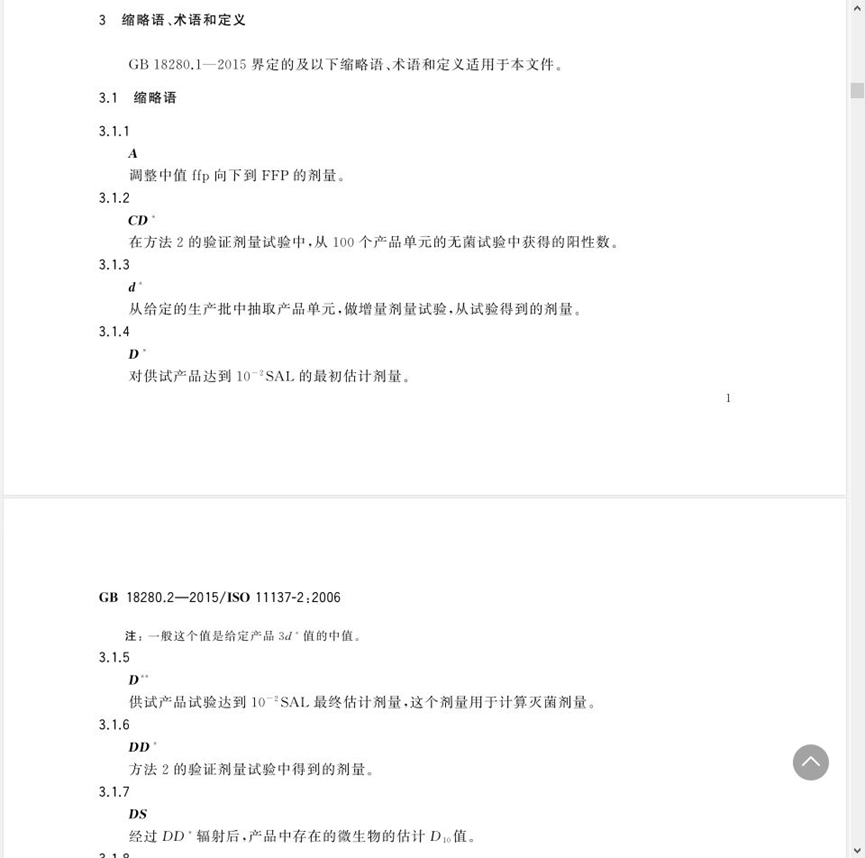 3 缩略语、术语和定义
GB 18280.1—2015 界定的及以下缩略语、术语和定义适用于本文件。
3.1 缩略语
3.1.1
A
调整中值 ffp 向下到 FFP 的剂量。
3.1.2
CD*
在方法 2 的验证剂量试验中,从 100 个产品单元的无菌试验中获得的阳性数。
3.1.3
d*
从给定的生产批中抽取产品单元,做增量剂量试验,从试验得到的剂量。
3.1.4
D*
对供试产品达到 10⁻²SAL 的最初估计剂量。
1
GB 18280.2—2015/ISO 11137-2:2006
注:一般这个值是给定产品 3d*值的中值。
3.1.5
D**
供试产品试验达到 10⁻²SAL 最终估计剂量,这个剂量用于计算灭菌剂量。
3.1.6
DD*
方法 2 的验证剂量试验中得到的剂量。
3.1.7
DS
经过 DD*辐射后,产品中存在的微生物的估计 D₁₀值。
3.1.8